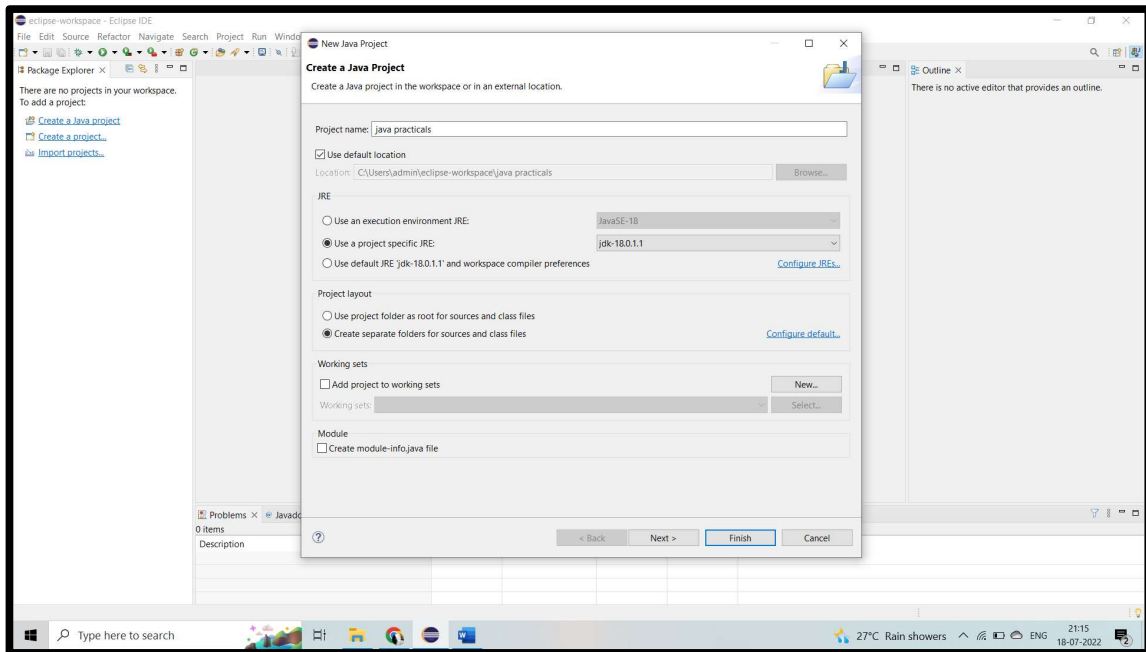 eclipse-workspace - Eclipse IDE
File Edit Source Refactor Navigate Search Project Run Windo
Package Explorer
There are no projects in your workspace.
To add a project:
Create a Java project
Create a project...
Import projects...
New Java Project
Create a Java Project
Create a Java project in the workspace or in an external location.
Project name: java practicals
Use default location
Location: C:\Users\admin\eclipse-workspace\java practicals Browse...
JRE
Use an execution environment JRE: JavaSE-18
Use a project specific JRE: jdk-18.0.1.1
Use default JRE 'jdk-18.0.1.1' and workspace compiler preferences Configure JREs...
Project layout
Use project folder as root for sources and class files
Create separate folders for sources and class files Configure default...
Working sets
Add project to working sets New...
Working sets: Select...
Module
Create module-info.java file
? < Back Next > Finish Cancel
Outline
There is no active editor that provides an outline.
Problems @ Javadc
0 items
Description
Type here to search
27°C Rain showers ENG
21:15
18-07-2022
2